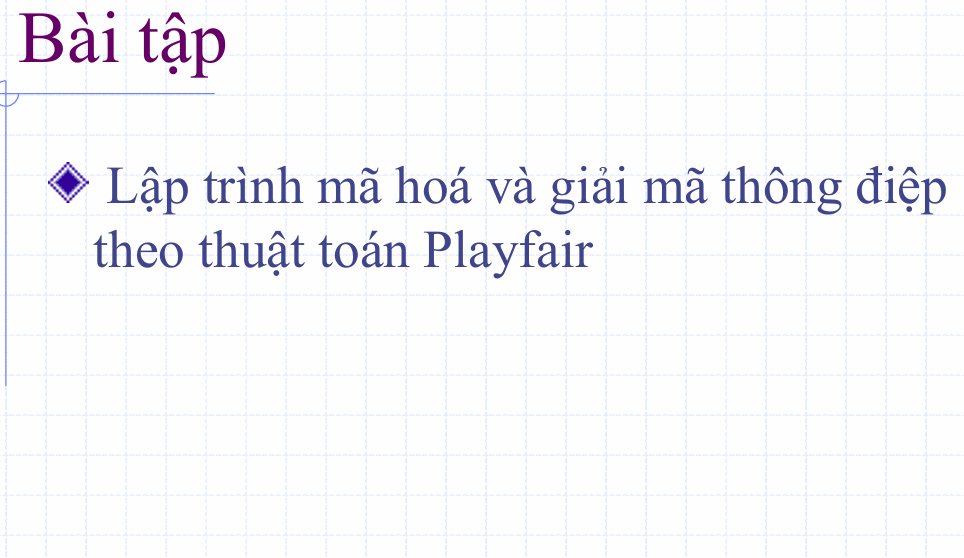 Bài tập
Lập trình mã hoá và giải mã thông điệp
theo thuật toán Playfair